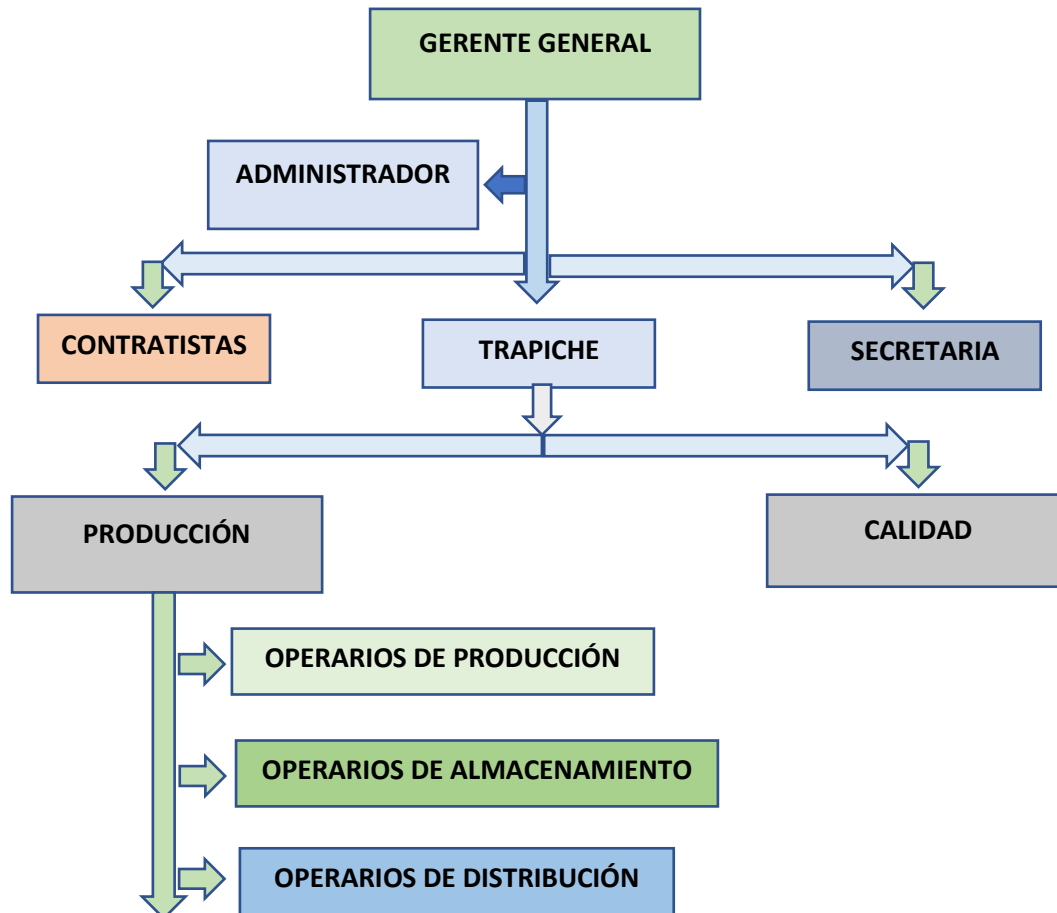 GERENTE GENERAL
ADMINISTRADOR
CONTRATISTAS
TRAPICHE
SECRETARIA
PRODUCCIÓN
CALIDAD
OPERARIOS DE PRODUCCIÓN
OPERARIOS DE ALMACENAMIENTO
OPERARIOS DE DISTRIBUCIÓN